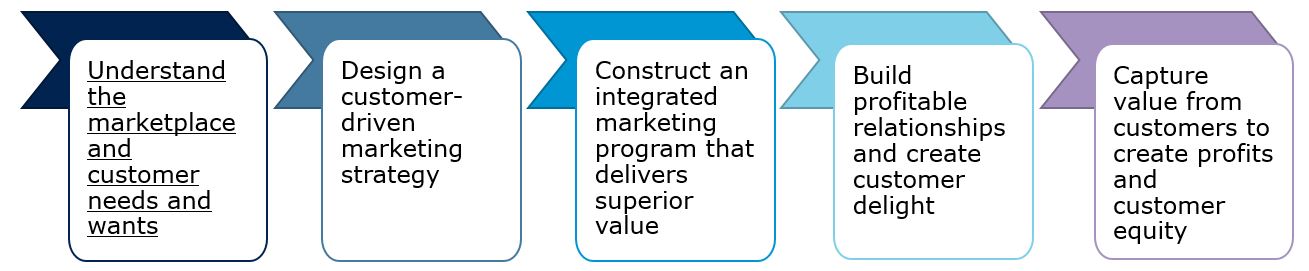 Understand
the
marketplace
and
customer
needs and
wants
Design a
customer-
driven
marketing
strategy
Construct an
integrated
marketing
program that
delivers
superior
value
Build
profitable
relationships
and create
customer
delight
Capture
value from
customers to
create profits
and
customer
equity